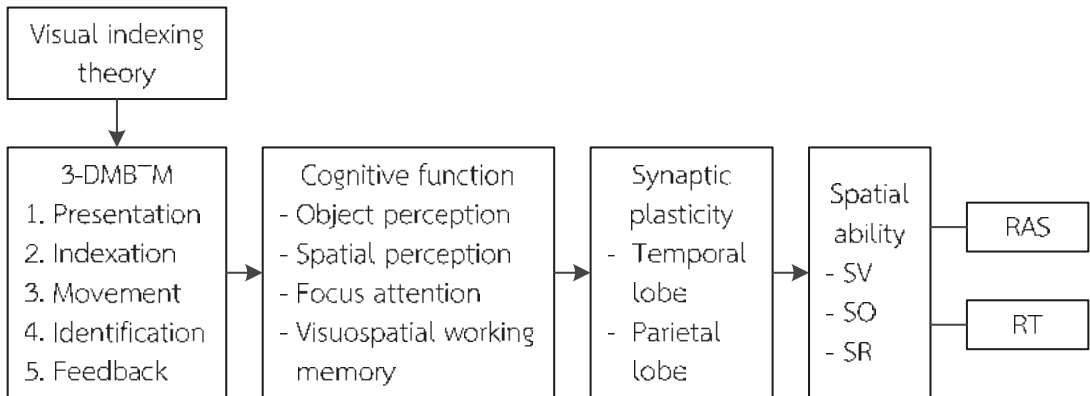 Visual indexing
theory
3-DMBTM
1. Presentation
2. Indexation
3. Movement
4. Identification
5. Feedback
Cognitive function
- Object perception
- Spatial perception
- Focus attention
- Visuospatial working
memory
Synaptic
plasticity
- Temporal
lobe
- Parietal
lobe
Spatial
ability
- SV
- SO
- SR
RAS
RT